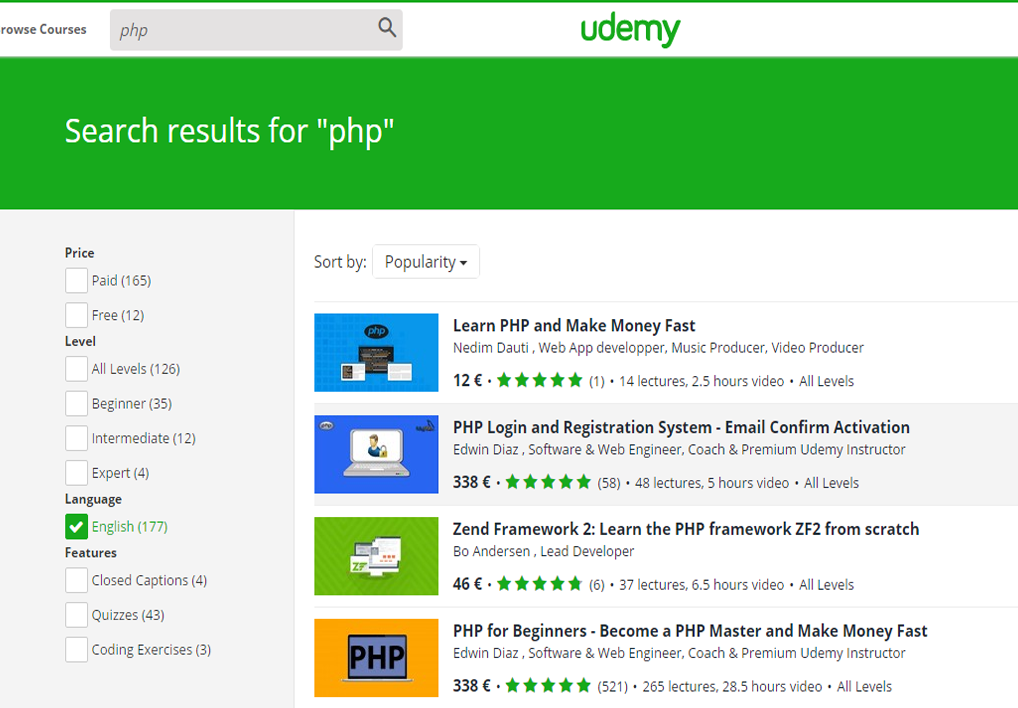 rowse Courses
php
udemy
Search results for "php"
Price
Paid (165)
Free (12)
Level
All Levels (126)
Beginner (35)
Intermediate (12)
Expert (4)
Language
English (177)
Features
Closed Captions (4)
Quizzes (43)
Coding Exercises (3)
Sort by: Popularity
php
Learn PHP and Make Money Fast
Nedim Dauti , Web App developper, Music Producer, Video Producer
12 € • (1) • 14 lectures, 2.5 hours video • All Levels
php
PHP Login and Registration System - Email Confirm Activation
Edwin Diaz , Software & Web Engineer, Coach & Premium Udemy Instructor
338 € • (58) • 48 lectures, 5 hours video • All Levels
ZF
Zend Framework 2: Learn the PHP framework ZF2 from scratch
Bo Andersen , Lead Developer
46 € • (6) • 37 lectures, 6.5 hours video • All Levels
PHP
PHP for Beginners - Become a PHP Master and Make Money Fast
Edwin Diaz , Software & Web Engineer, Coach & Premium Udemy Instructor
338 € • (521) • 265 lectures, 28.5 hours video • All Levels